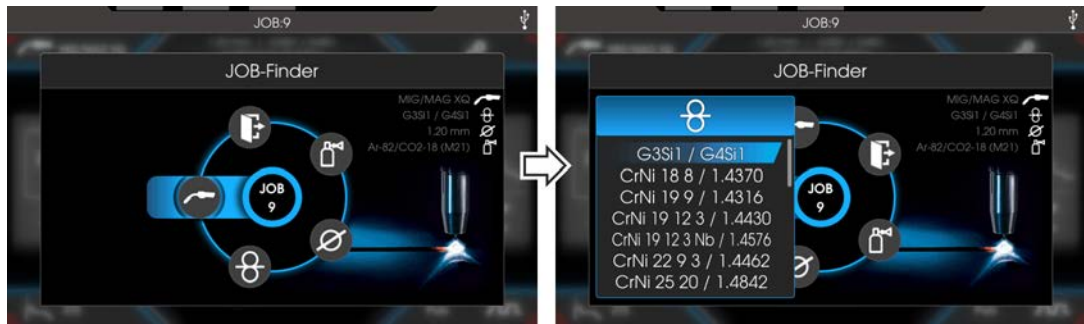 JOB:9
JOB-Finder
MIG/MAG XQ
G3Si1 / G4Si1
1.20 mm
Ar-82/CO2-18 (M21)
JOB
9
JOB:9
JOB-Finder
MIG/MAG XQ
G3Si1 / G4Si1
1.20 mm
Ar-82/CO2-18 (M21)
G3Si1 / G4Si1
CrNi 18 8 / 1.4370
CrNi 19 9 / 1.4316
CrNi 19 12 3 / 1.4430
CrNi 19 12 3 Nb / 1.4576
CrNi 22 9 3 / 1.4462
CrNi 25 20 / 1.4842
JOB
9